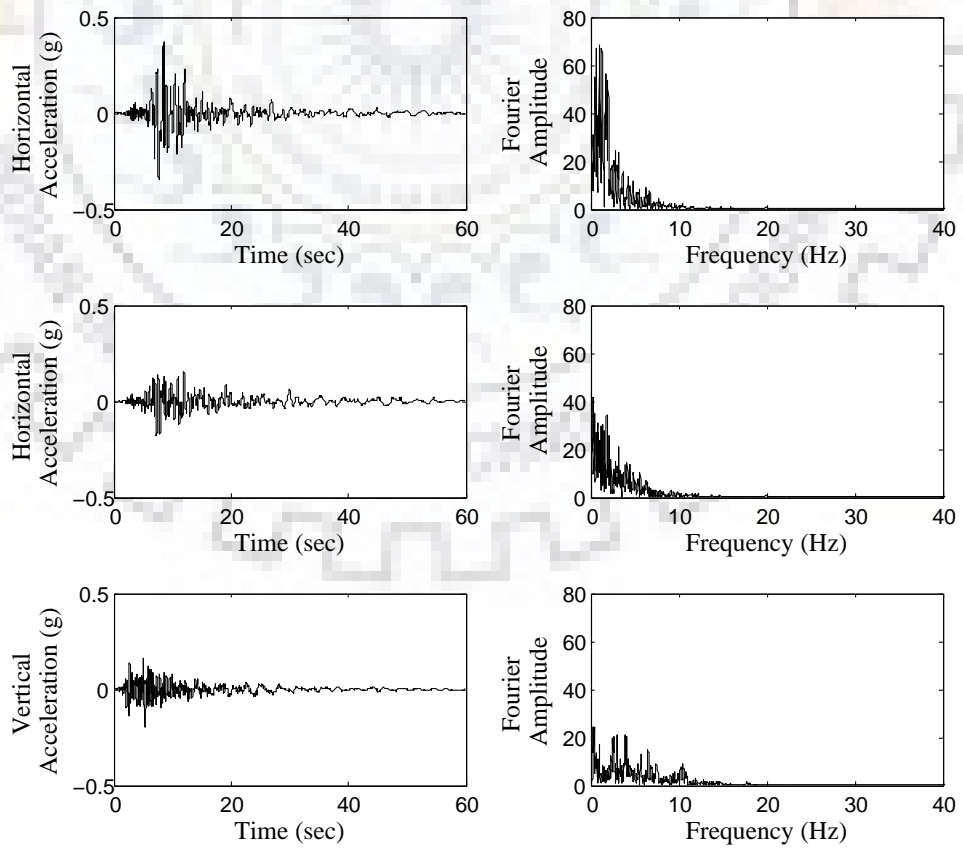 0.5
0
−0.5
0 20 40 60
Horizontal
Acceleration (g)
Time (sec)
80
60
40
20
0
0 10 20 30 40
Fourier
Amplitude
Frequency (Hz)
0.5
0
−0.5
0 20 40 60
Horizontal
Acceleration (g)
Time (sec)
80
60
40
20
0
0 10 20 30 40
Fourier
Amplitude
Frequency (Hz)
0.5
0
−0.5
0 20 40 60
Vertical
Acceleration (g)
Time (sec)
80
60
40
20
0
0 10 20 30 40
Fourier
Amplitude
Frequency (Hz)